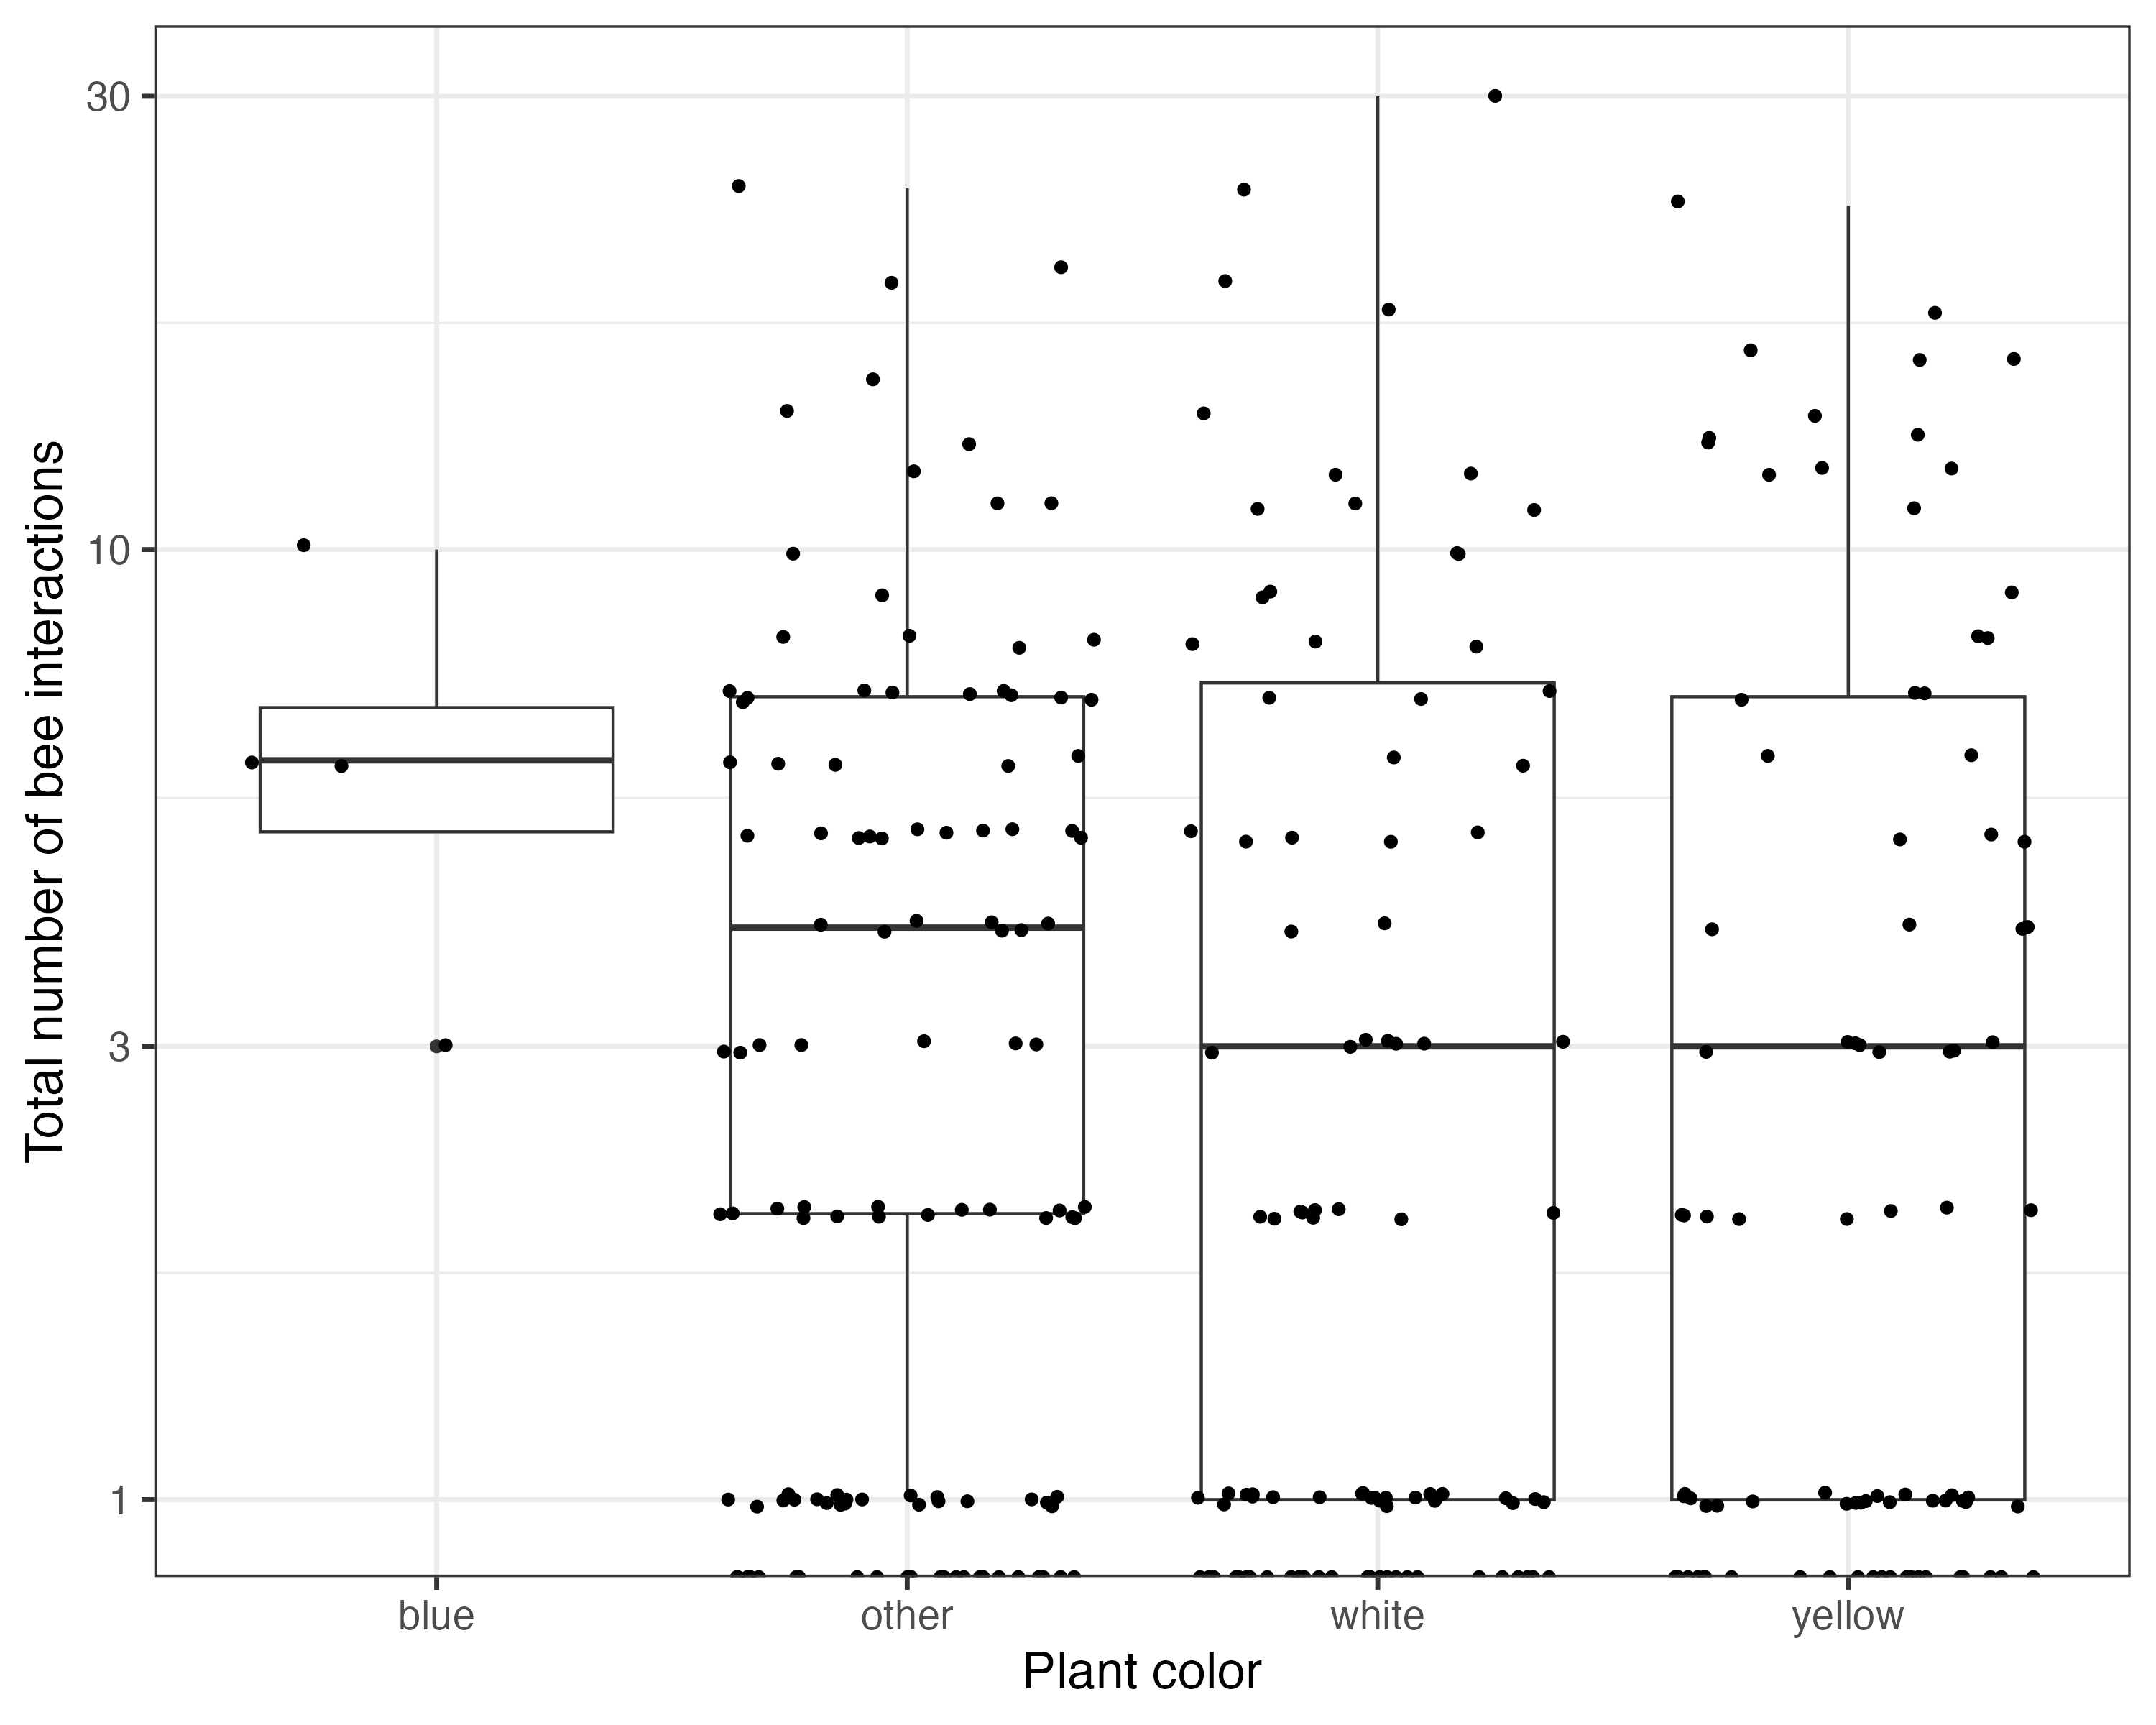 Total number of bee interactions
30
10
3
1
blue other white yellow
Plant color